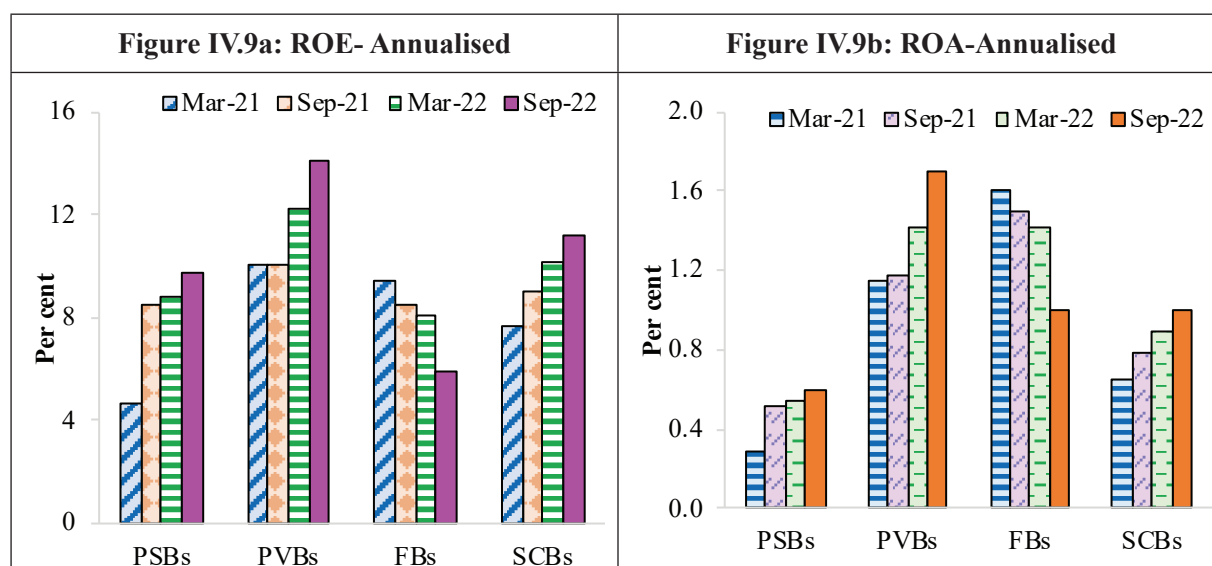 Figure IV.9a: ROE- Annualised
Mar-21 Sep-21 Mar-22 Sep-22
16
12
8
4
0
Per cent
PSBs PVBs FBs SCBs
Figure IV.9b: ROA-Annualised
2.0
Mar-21 Sep-21 Mar-22 Sep-22
1.6
1.2
0.8
0.4
0.0
Per cent
PSBs PVBs FBs SCBs